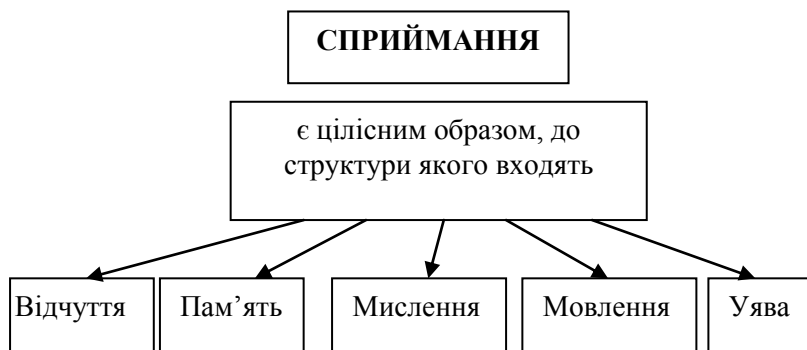 СПРИЙМАННЯ
є цілісним образом, до
структури якого входять
Відчуття
Пам’ять
Мислення
Мовлення
Уява